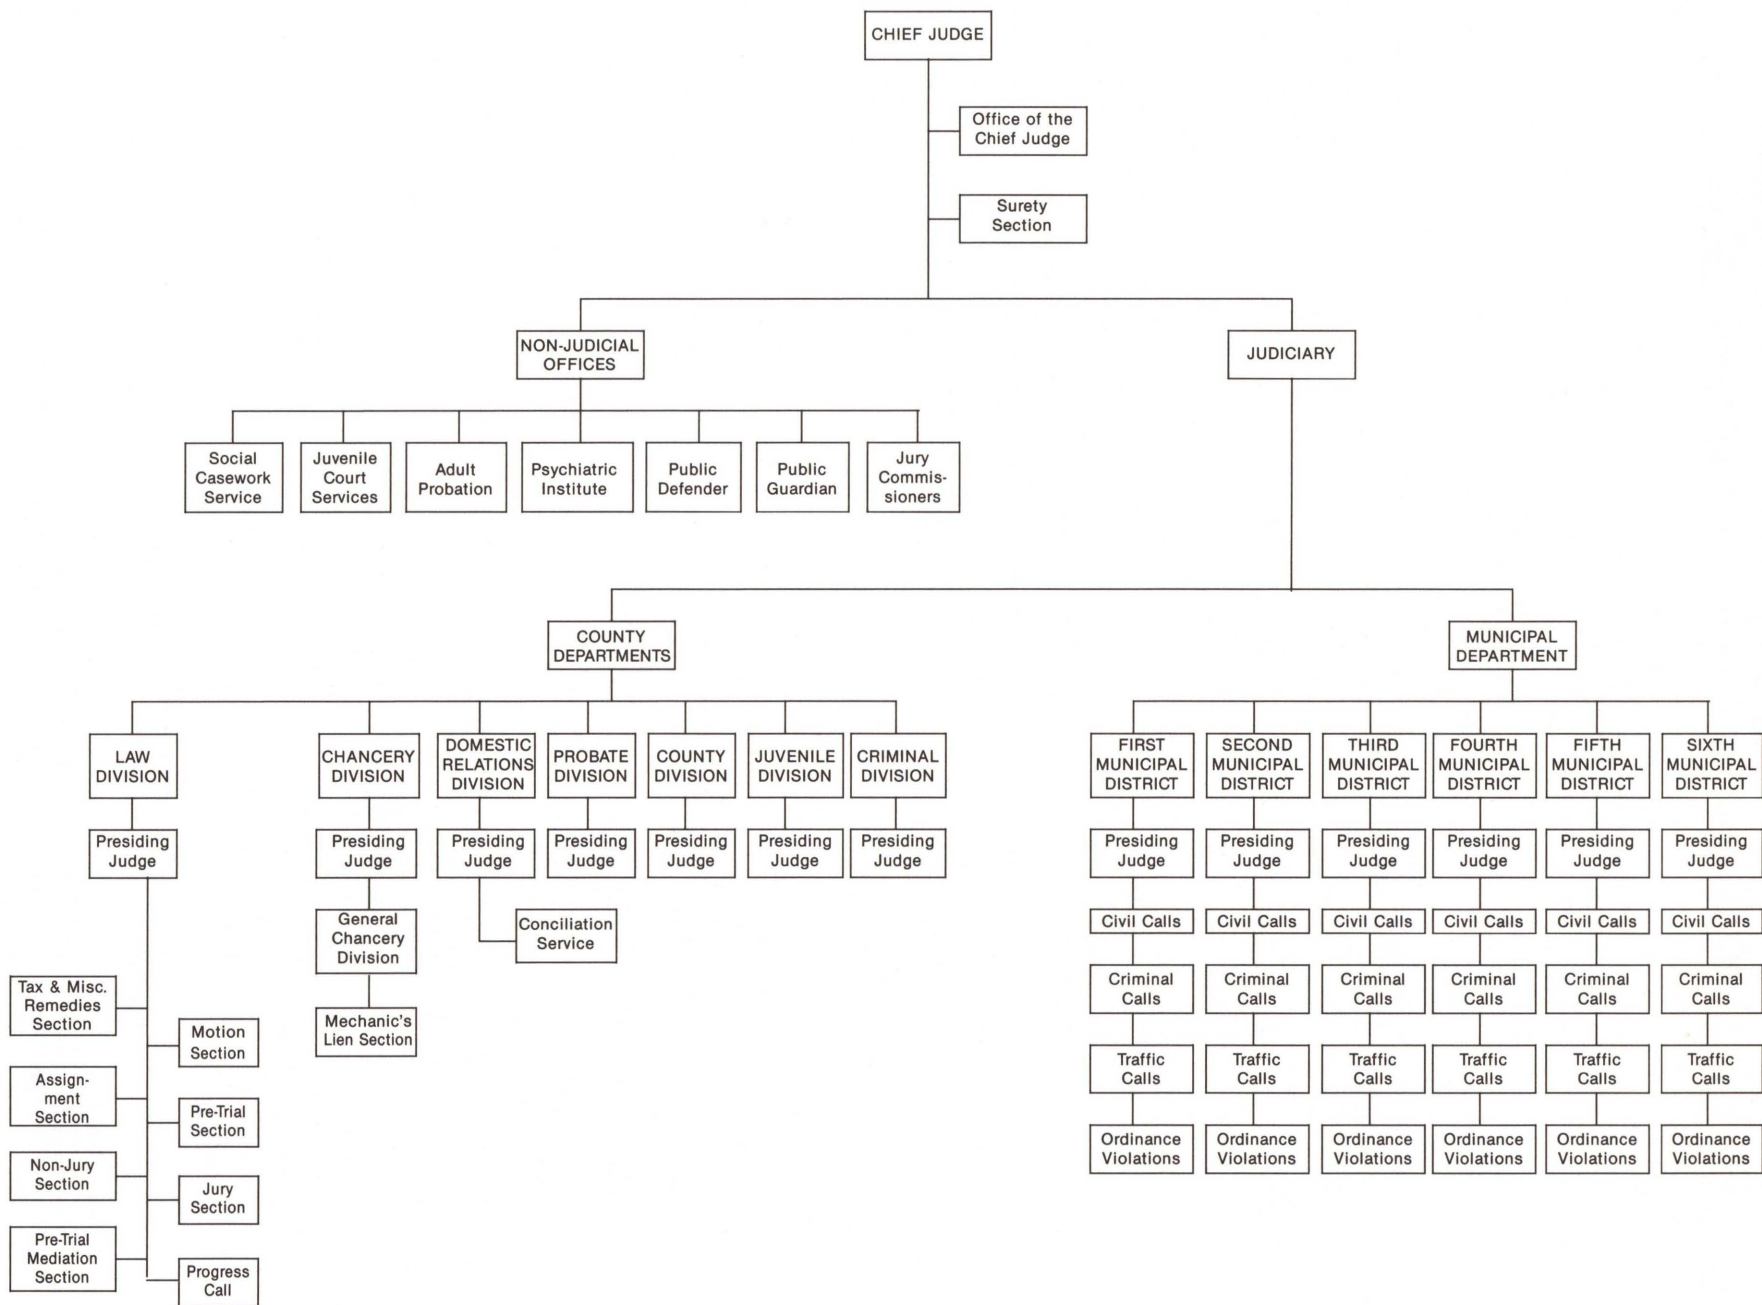 CHIEF JUDGE
Office of the
Chief Judge
Surety
Section
NON-JUDICIAL
OFFICES
JUDICIARY
Social
Casework
Service
Juvenile
Court
Services
Adult
Probation
Psychiatric
Institute
Public
Defender
Public
Guardian
Jury
Commis-
sioners
COUNTY
DEPARTMENTS
MUNICIPAL
DEPARTMENT
LAW
DIVISION
CHANCERY
DIVISION
DOMESTIC
RELATIONS
DIVISION
PROBATE
DIVISION
COUNTY
DIVISION
JUVENILE
DIVISION
CRIMINAL
DIVISION
FIRST
MUNICIPAL
DISTRICT
SECOND
MUNICIPAL
DISTRICT
THIRD
MUNICIPAL
DISTRICT
FOURTH
MUNICIPAL
DISTRICT
FIFTH
MUNICIPAL
DISTRICT
SIXTH
MUNICIPAL
DISTRICT
Presiding
Judge
Presiding
Judge
Presiding
Judge
Presiding
Judge
Presiding
Judge
Presiding
Judge
Presiding
Judge
Presiding
Judge
Presiding
Judge
Presiding
Judge
Presiding
Judge
Presiding
Judge
Presiding
Judge
General
Chancery
Division
Conciliation
Service
Civil Calls
Civil Calls
Civil Calls
Civil Calls
Civil Calls
Civil Calls
Tax & Misc.
Remedies
Section
Motion
Section
Mechanic's
Lien Section
Criminal
Calls
Criminal
Calls
Criminal
Calls
Criminal
Calls
Criminal
Calls
Criminal
Calls
Assign-
ment
Section
Pre-Trial
Section
Traffic
Calls
Traffic
Calls
Traffic
Calls
Traffic
Calls
Traffic
Calls
Traffic
Calls
Non-Jury
Section
Jury
Section
Ordinance
Violations
Ordinance
Violations
Ordinance
Violations
Ordinance
Violations
Ordinance
Violations
Ordinance
Violations
Pre-Trial
Mediation
Section
Progress
Call